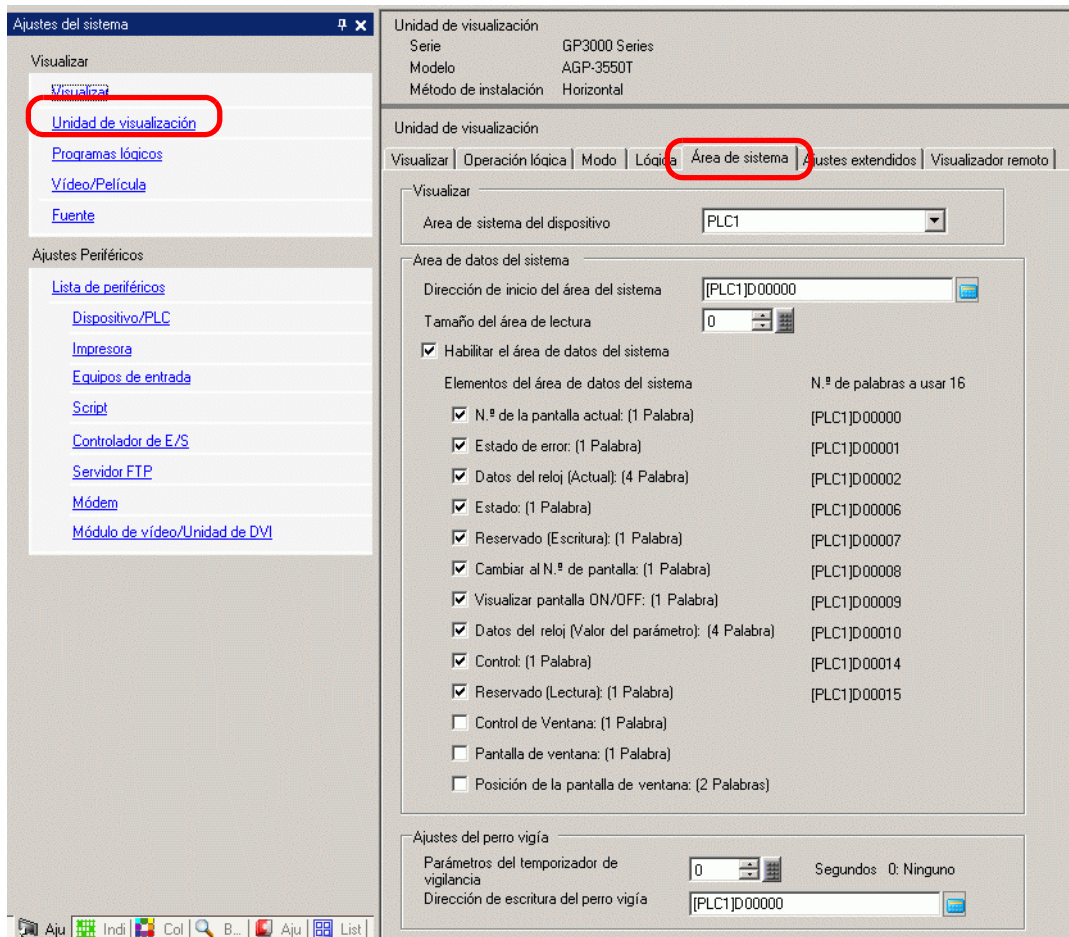 Ajustes del sistema
Visualizar
Visualizar
Unidad de visualización
Programas lógicos
Vídeo/Película
Fuente
Ajustes Periféricos
Lista de periféricos
Dispositivo/PLC
Impresora
Equipos de entrada
Script
Controlador de E/S
Servidor FTP
Módem
Módulo de vídeo/Unidad de DVI
Aju Indi Col B... Aju List
Unidad de visualización
Serie GP3000 Series
Modelo AGP-3550T
Método de instalación Horizontal
Unidad de visualización
Visualizar Operación lógica Modo Lógica Área de sistema Ajustes extendidos Visualizador remoto
Visualizar
Area de sistema del dispositivo PLC1
Area de datos del sistema
Dirección de inicio del área del sistema [PLC1]D00000
Tamaño del área de lectura 0
Habilitar el área de datos del sistema
Elementos del área de datos del sistema N.º de palabras a usar 16
N.º de la pantalla actual: (1 Palabra) [PLC1]D00000
Estado de error: (1 Palabra) [PLC1]D00001
Datos del reloj (Actual): (4 Palabra) [PLC1]D00002
Estado: (1 Palabra) [PLC1]D00006
Reservado (Escritura): (1 Palabra) [PLC1]D00007
Cambiar al N.º de pantalla: (1 Palabra) [PLC1]D00008
Visualizar pantalla ON/OFF: (1 Palabra) [PLC1]D00009
Datos del reloj (Valor del parámetro): (4 Palabra) [PLC1]D00010
Control: (1 Palabra) [PLC1]D00014
Reservado (Lectura): (1 Palabra) [PLC1]D00015
Control de Ventana: (1 Palabra)
Pantalla de ventana: (1 Palabra)
Posición de la pantalla de ventana: (2 Palabras)
Ajustes del perro vigía
Parámetros del temporizador de
vigilancia 0 Segundos 0: Ninguno
Dirección de escritura del perro vigía [PLC1]D00000